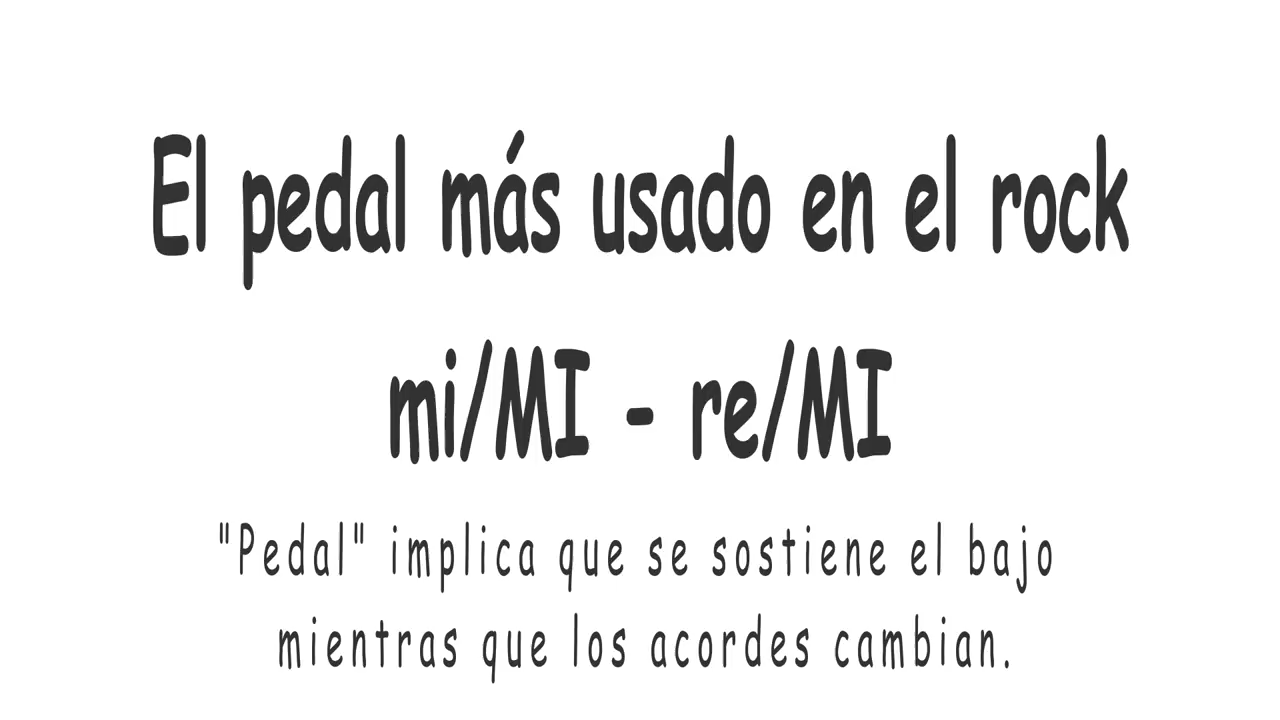 El pedal más usado en el rock
mi/MI - re/MI
"Pedal" implica que se sostiene el bajo
mientras que los acordes cambian.